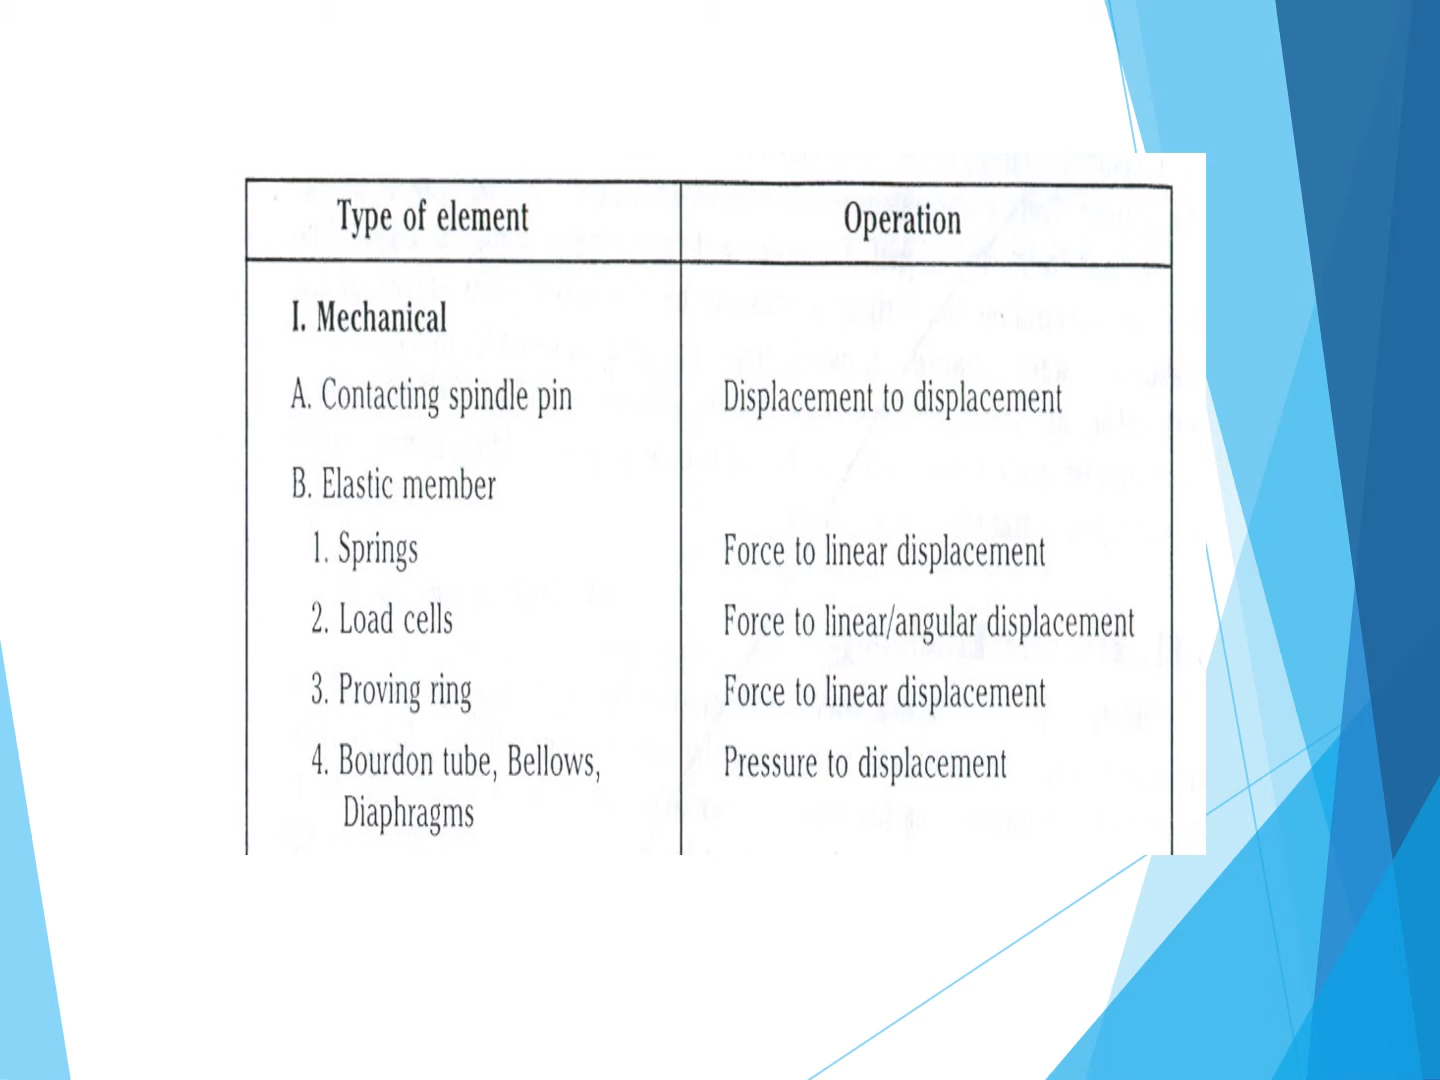 Type of element Operation
I. Mechanical
A. Contacting spindle pin Displacement to displacement
B. Elastic member
1. Springs Force to linear displacement
2. Load cells Force to linear/angular displacement
3. Proving ring Force to linear displacement
4. Bourdon tube, Bellows, Pressure to displacement
Diaphragms